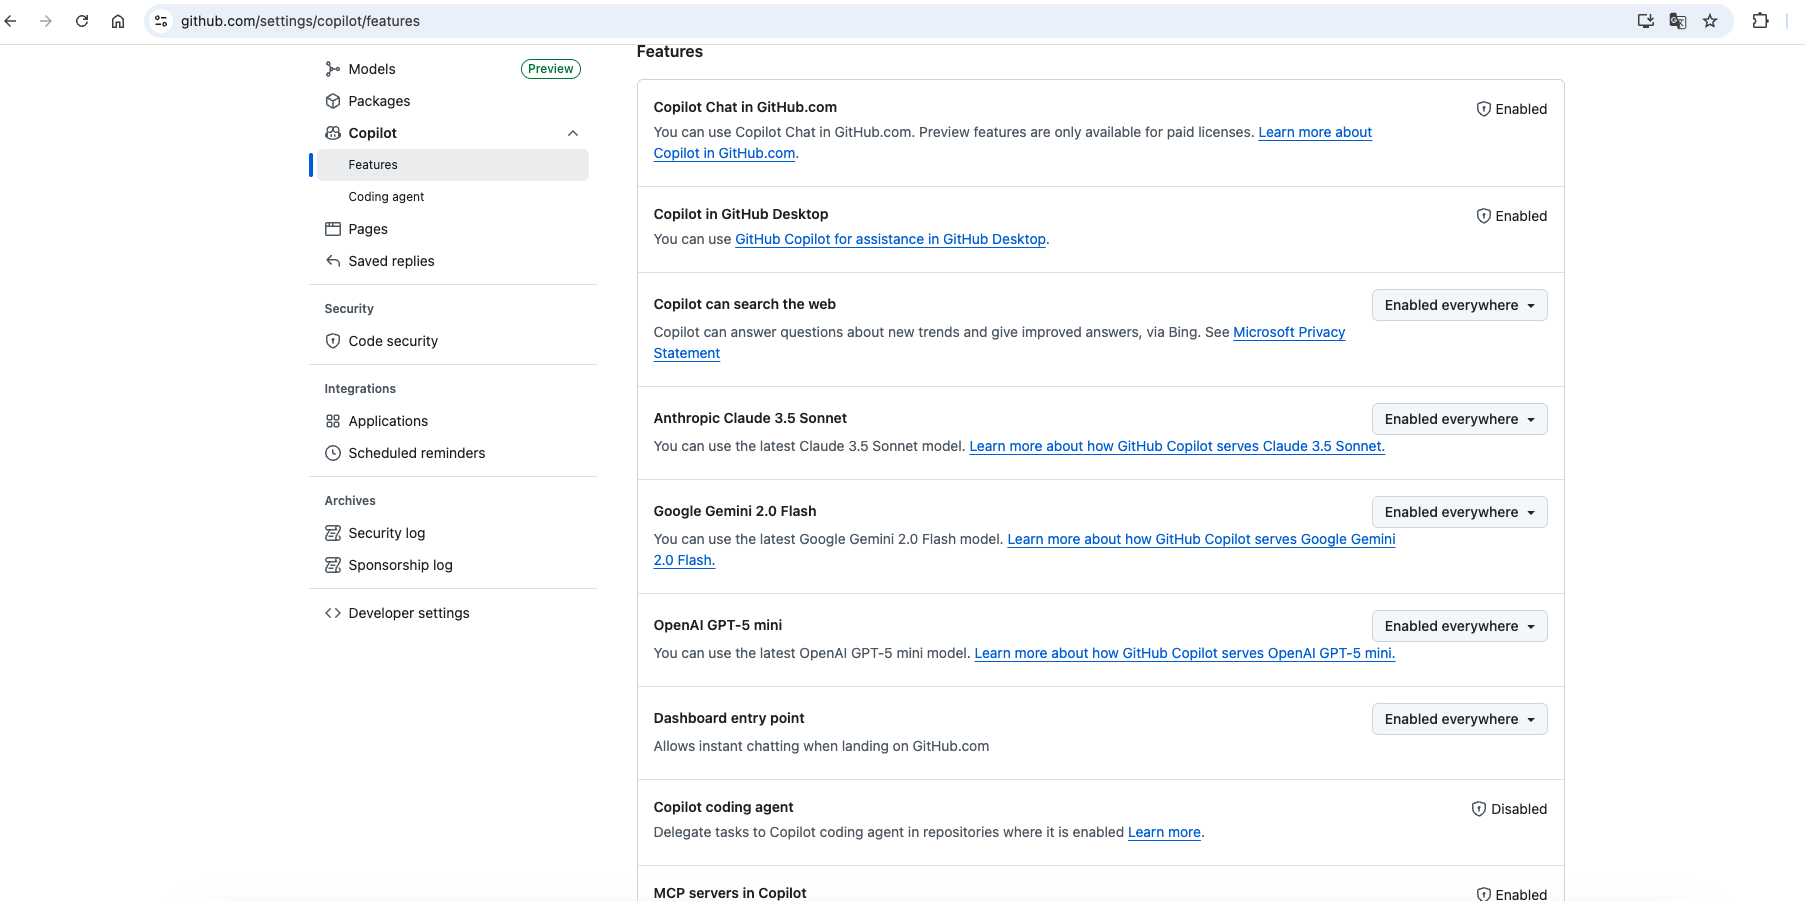 github.com/settings/copilot/features
Models
Preview
Packages
Copilot
Features
Coding agent
Pages
Saved replies
Security
Code security
Integrations
Applications
Scheduled reminders
Archives
Security log
Sponsorship log
Developer settings
Features
Copilot Chat in GitHub.com
Enabled
You can use Copilot Chat in GitHub.com. Preview features are only available for paid licenses. Learn more about
Copilot in GitHub.com.
Copilot in GitHub Desktop
Enabled
You can use GitHub Copilot for assistance in GitHub Desktop.
Copilot can search the web
Enabled everywhere
Copilot can answer questions about new trends and give improved answers, via Bing. See Microsoft Privacy
Statement
Anthropic Claude 3.5 Sonnet
Enabled everywhere
You can use the latest Claude 3.5 Sonnet model. Learn more about how GitHub Copilot serves Claude 3.5 Sonnet.
Google Gemini 2.0 Flash
Enabled everywhere
You can use the latest Google Gemini 2.0 Flash model. Learn more about how GitHub Copilot serves Google Gemini
2.0 Flash.
OpenAI GPT-5 mini
Enabled everywhere
You can use the latest OpenAI GPT-5 mini model. Learn more about how GitHub Copilot serves OpenAI GPT-5 mini.
Dashboard entry point
Enabled everywhere
Allows instant chatting when landing on GitHub.com
Copilot coding agent
Disabled
Delegate tasks to Copilot coding agent in repositories where it is enabled Learn more.
MCP servers in Copilot
Enabled